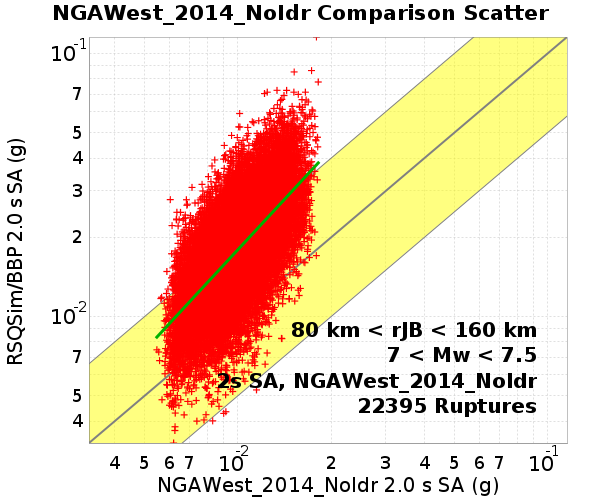 NGAWest_2014_NoIdr Comparison Scatter
RSQSim/BBP 2.0 s SA (g)
10⁻¹
7
5
4
3
2
10⁻²
7
5
4
80 km < rJB < 160 km
7 < Mw < 7.5
2s SA, NGAWest_2014_NoIdr
22395 Ruptures
4 5 6 7 10⁻² 2 3 4 5 6 7 10⁻¹
NGAWest_2014_NoIdr 2.0 s SA (g)